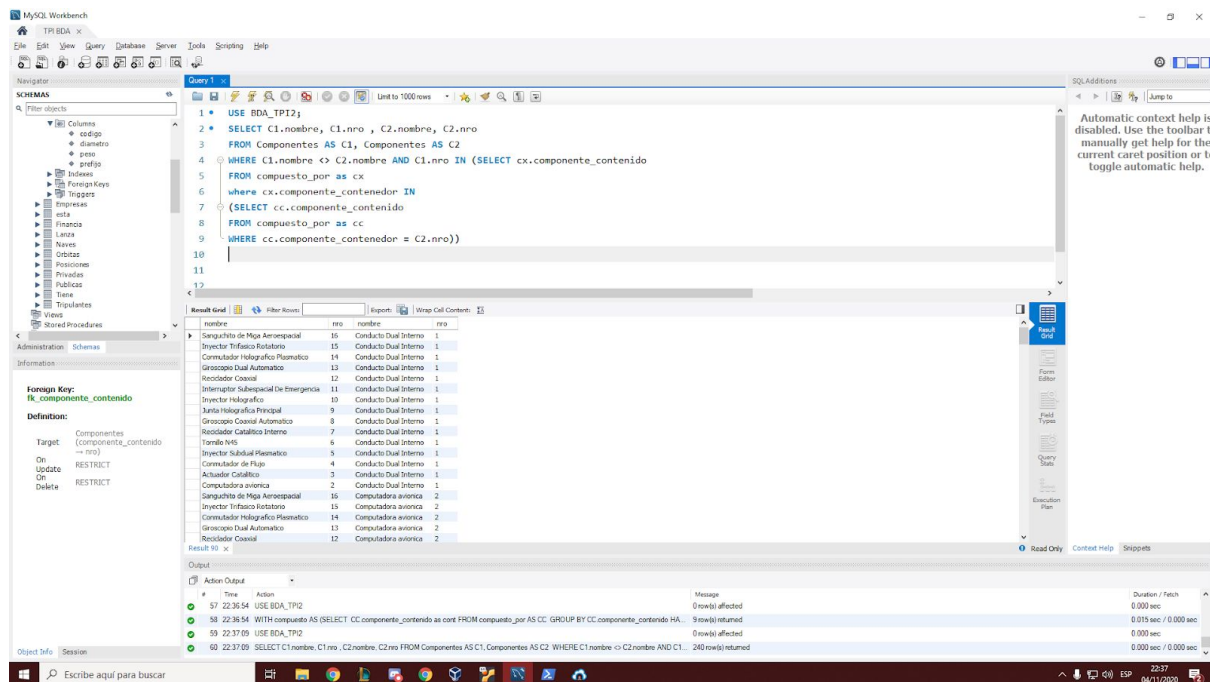 MySQL Workbench
TPI BDA ×
File Edit View Query Database Server Tools Scripting Help
Navigator
SCHEMAS
Filter objects
Columns
codigo
diametro
peso
prefijo
Indexes
Foreign Keys
Triggers
Empresas
esta
Financia
Lanza
Naves
Orbitas
Posiciones
Privadas
Publicas
Tiene
Tripulantes
Views
Stored Procedures
Administration Schemas
Information
Foreign Key:
fk_componente_contenido
Definition:
Target Componentes (componente_contenido → nro)
On Update RESTRICT
On Delete RESTRICT
Object Info Session
Query 1 ×
Limit to 1000 rows
1 USE BDA_TPI2;
2 SELECT C1.nombre, C1.nro , C2.nombre, C2.nro
3 FROM Componentes AS C1, Componentes AS C2
4 WHERE C1.nombre <> C2.nombre AND C1.nro IN (SELECT cx.componente_contenido
5 FROM compuesto_por as cx
6 where cx.componente_contenedor IN
7 (SELECT cc.componente_contenido
8 FROM compuesto_por as cc
9 WHERE cc.componente_contenedor = C2.nro))
10
11
12
Result Grid Filter Rows: Export: Wrap Cell Content:
nombre nro nombre nro
Sanguchito de Miga Aeroespacial 16 Conducto Dual Interno 1
Inyector Trifasico Rotatorio 15 Conducto Dual Interno 1
Conmutador Holografico Plasmatico 14 Conducto Dual Interno 1
Giroscopio Dual Automatico 13 Conducto Dual Interno 1
Reciclador Coaxial 12 Conducto Dual Interno 1
Interruptor Subespacial De Emergencia 11 Conducto Dual Interno 1
Inyector Holografico 10 Conducto Dual Interno 1
Junta Holografica Principal 9 Conducto Dual Interno 1
Giroscopio Coaxial Automatico 8 Conducto Dual Interno 1
Reciclador Catalitico Interno 7 Conducto Dual Interno 1
Tornillo N45 6 Conducto Dual Interno 1
Inyector Subdual Plasmatico 5 Conducto Dual Interno 1
Conmutador de Flujo 4 Conducto Dual Interno 1
Actuador Catalitico 3 Conducto Dual Interno 1
Computadora avionica 2 Conducto Dual Interno 1
Sanguchito de Miga Aeroespacial 16 Computadora avionica 2
Inyector Trifasico Rotatorio 15 Computadora avionica 2
Conmutador Holografico Plasmatico 14 Computadora avionica 2
Giroscopio Dual Automatico 13 Computadora avionica 2
Reciclador Coaxial 12 Computadora avionica 2
Result 90 ×
Read Only
Result Grid
Form Editor
Field Types
Query Stats
Execution Plan
SQLAdditions
Jump to
Automatic context help is
disabled. Use the toolbar
manually get help for the
current caret position or
toggle automatic help.
Context Help Snippets
Output
Action Output
# Time Action Message Duration / Fetch
57 22:36:54 USE BDA_TPI2 0 row(s) affected 0.000 sec
58 22:36:54 WITH compuesto AS (SELECT CC.componente_contenido as cont FROM compuesto_por AS CC GROUP BY CC.componente_contenido HA... 9 row(s) returned 0.015 sec / 0.000 sec
59 22:37:09 USE BDA_TPI2 0 row(s) affected 0.000 sec
60 22:37:09 SELECT C1.nombre, C1.nro , C2.nombre, C2.nro FROM Componentes AS C1, Componentes AS C2 WHERE C1.nombre <> C2.nombre AND C1... 240 row(s) returned 0.000 sec / 0.000 sec
Escribe aquí para buscar
ESP
22:37
04/11/2020